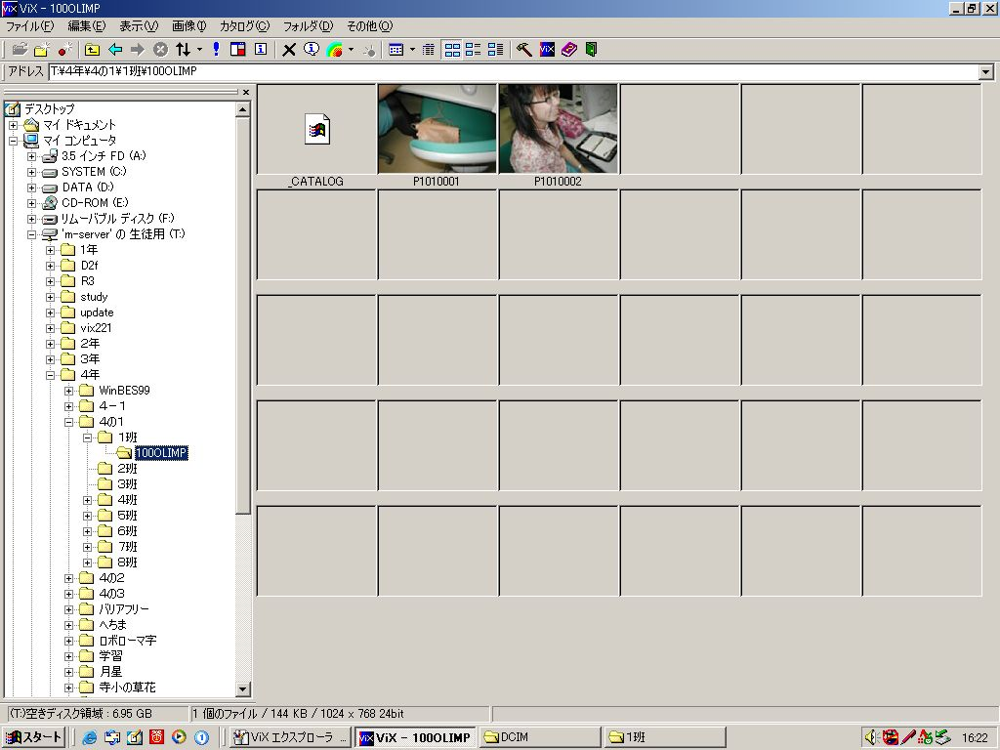 ViX - 100OLIMP
ファイル(F) 編集(E) 表示(V) 画像(I) カタログ(C) フォルダ(D) その他(O)
アドレス T:¥4年¥4の1¥1班¥100OLIMP
デスクトップ
マイ ドキュメント
マイ コンピュータ
3.5 インチ FD (A:)
SYSTEM (C:)
DATA (D:)
CD-ROM (E:)
リムーバブル ディスク (F:)
'm-server' の 生徒用 (T:)
1年
D2f
R3
study
update
vix221
2年
3年
4年
WinBES99
4－1
4の1
1班
100OLIMP
2班
3班
4班
5班
6班
7班
8班
4の2
4の3
バリアフリー
へちま
ロボローマ字
学習
月星
寺小の草花
_CATALOG P1010001 P1010002
(T:)空きディスク領域 : 6.95 GB 1 個のファイル / 144 KB / 1024 x 768 24bit
スタート ViX エクスプローラ ... ViX - 100OLIMP DCIM 1班 16:22